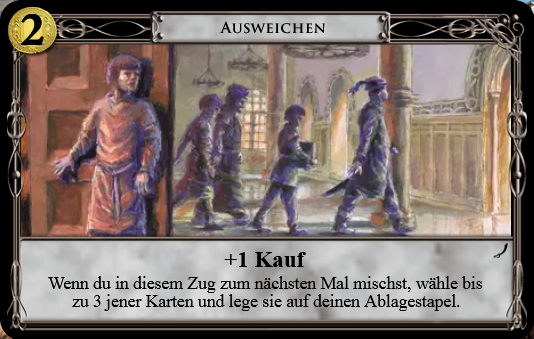 2
Ausweichen
+1 Kauf
Wenn du in diesem Zug zum nächsten Mal mischst, wähle bis
zu 3 jener Karten und lege sie auf deinen Ablagestapel.